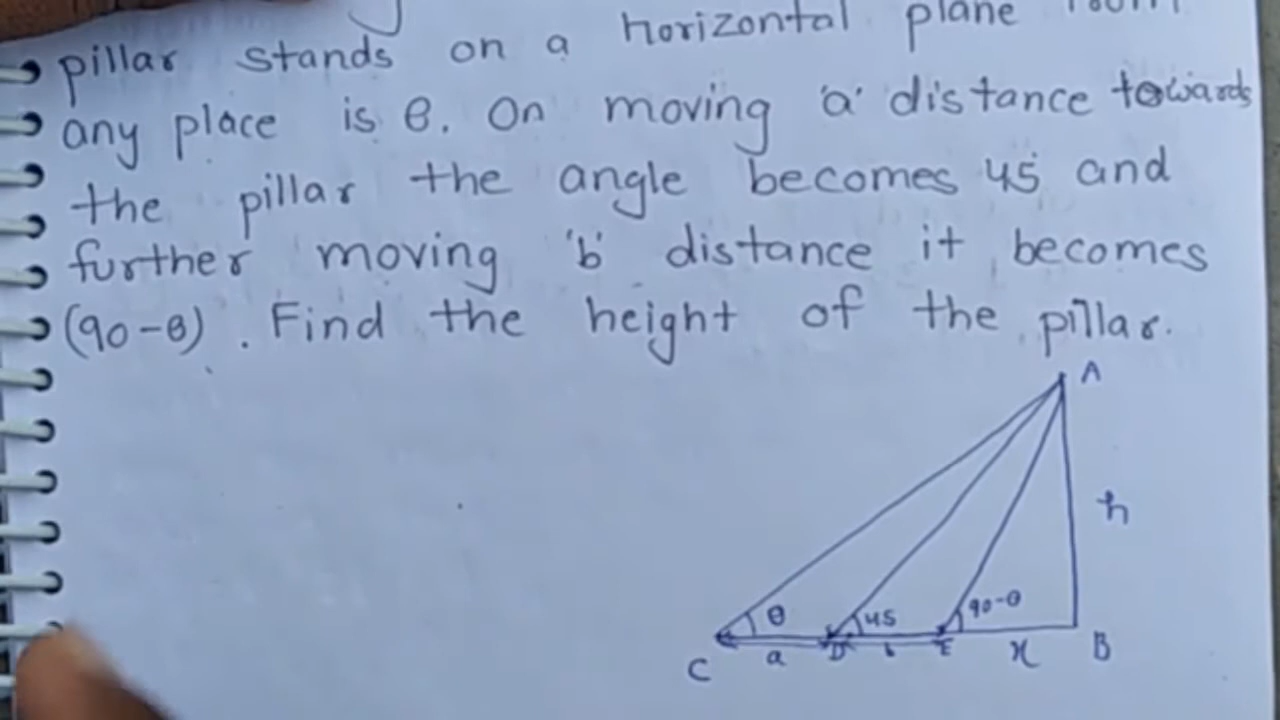 pillar stands on a horizontal plane
any place is θ. On moving 'a' distance towards
the pillar the angle becomes 45 and
further moving 'b' distance it becomes
(90-θ). Find the height of the pillar.
A
h
θ
45
90-θ
C
a
D
b
E
x
B